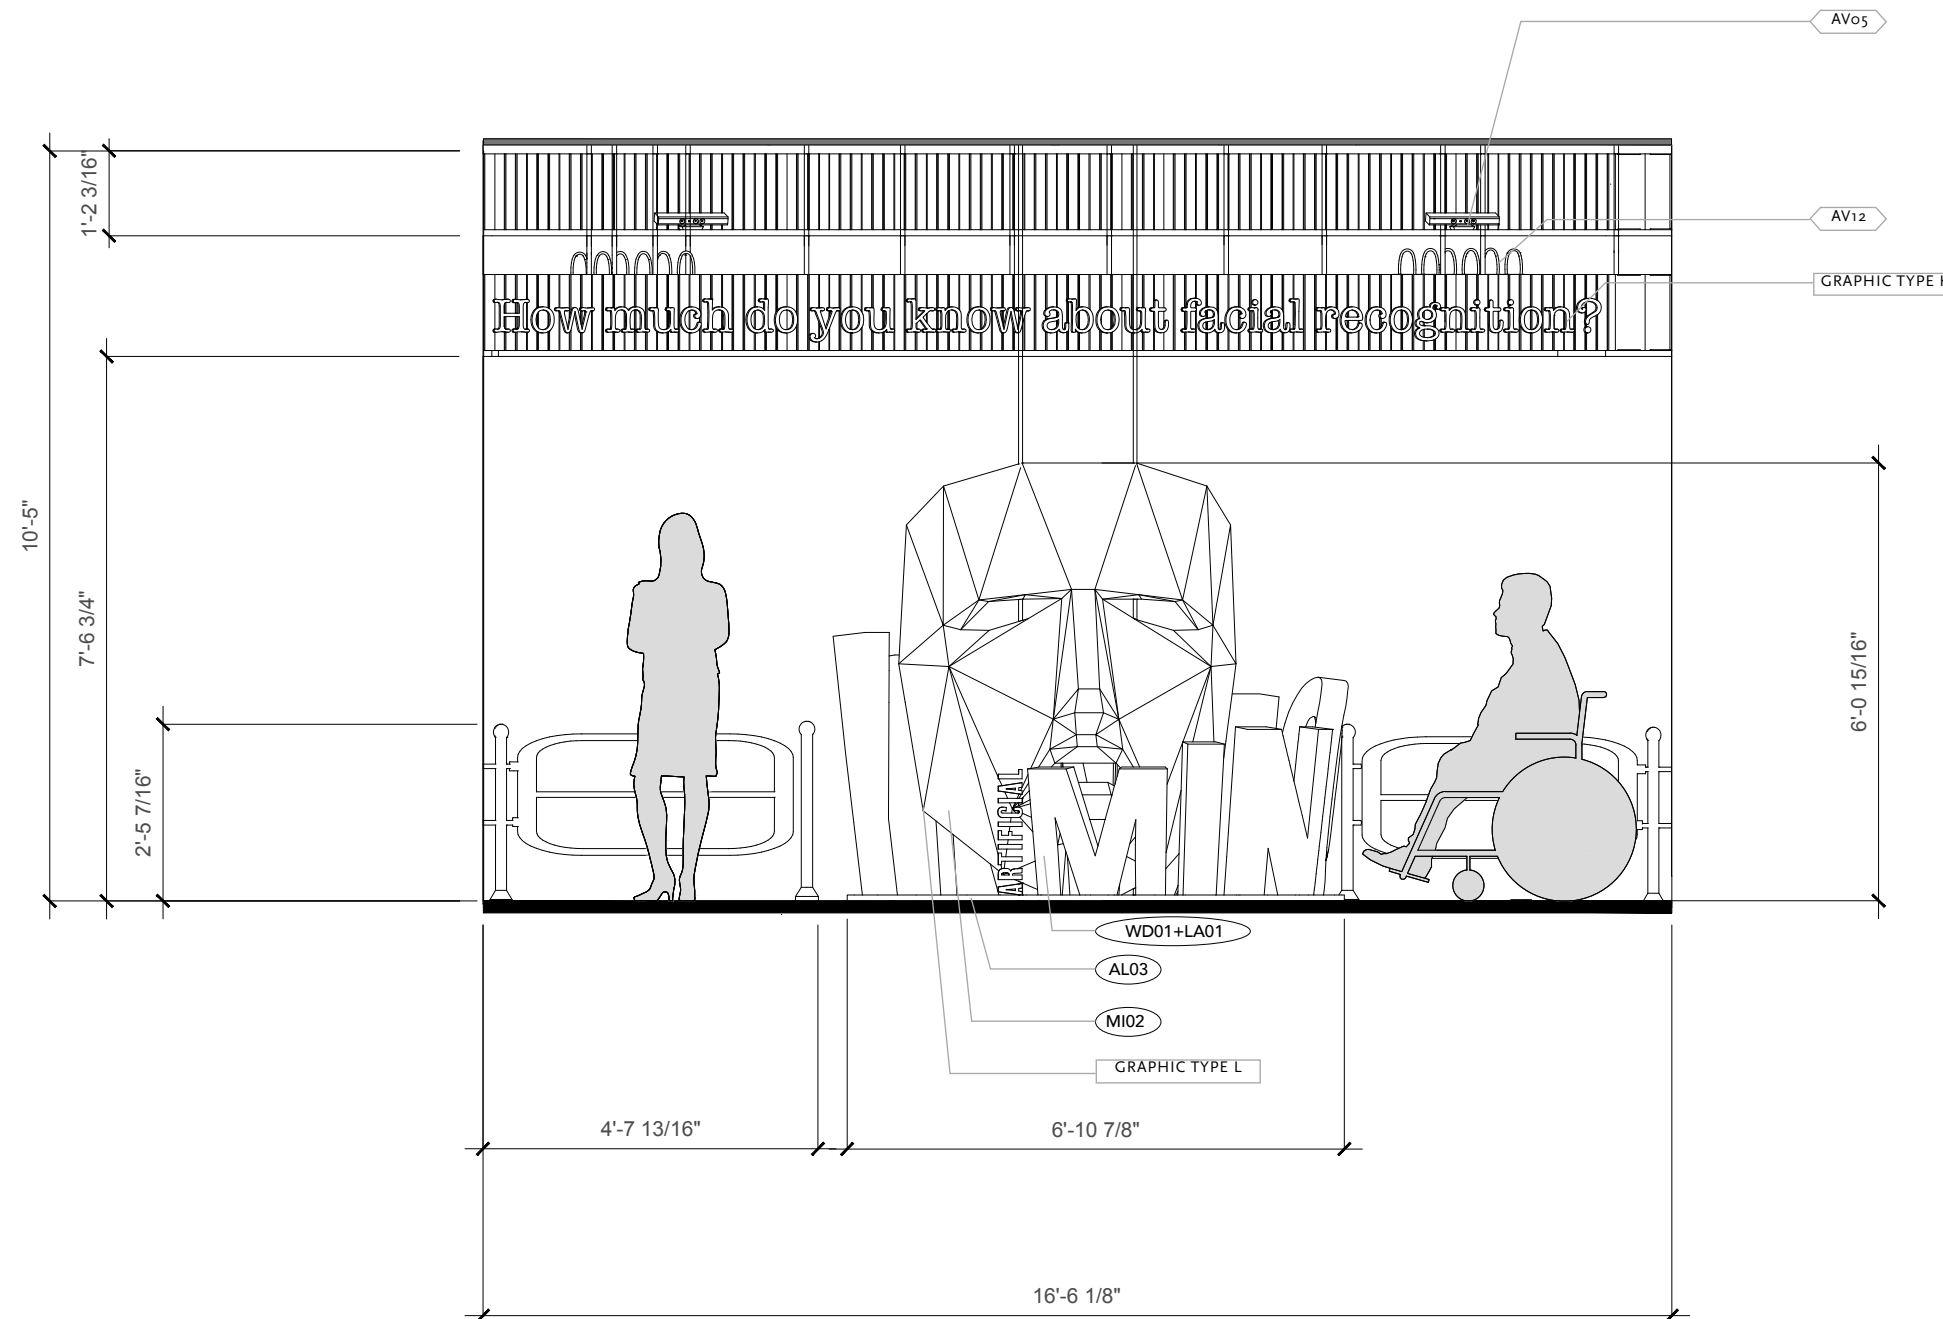 AV05
AV12
GRAPHIC TYPE
How much do you know about facial recognition?
1'-2 3/16"
10'-5"
7'-6 3/4"
2'-5 7/16"
6'-0 15/16"
ARTIFICIAL
MIN
WD01+LA01
AL03
MI02
GRAPHIC TYPE L
4'-7 13/16"
6'-10 7/8"
16'-6 1/8"